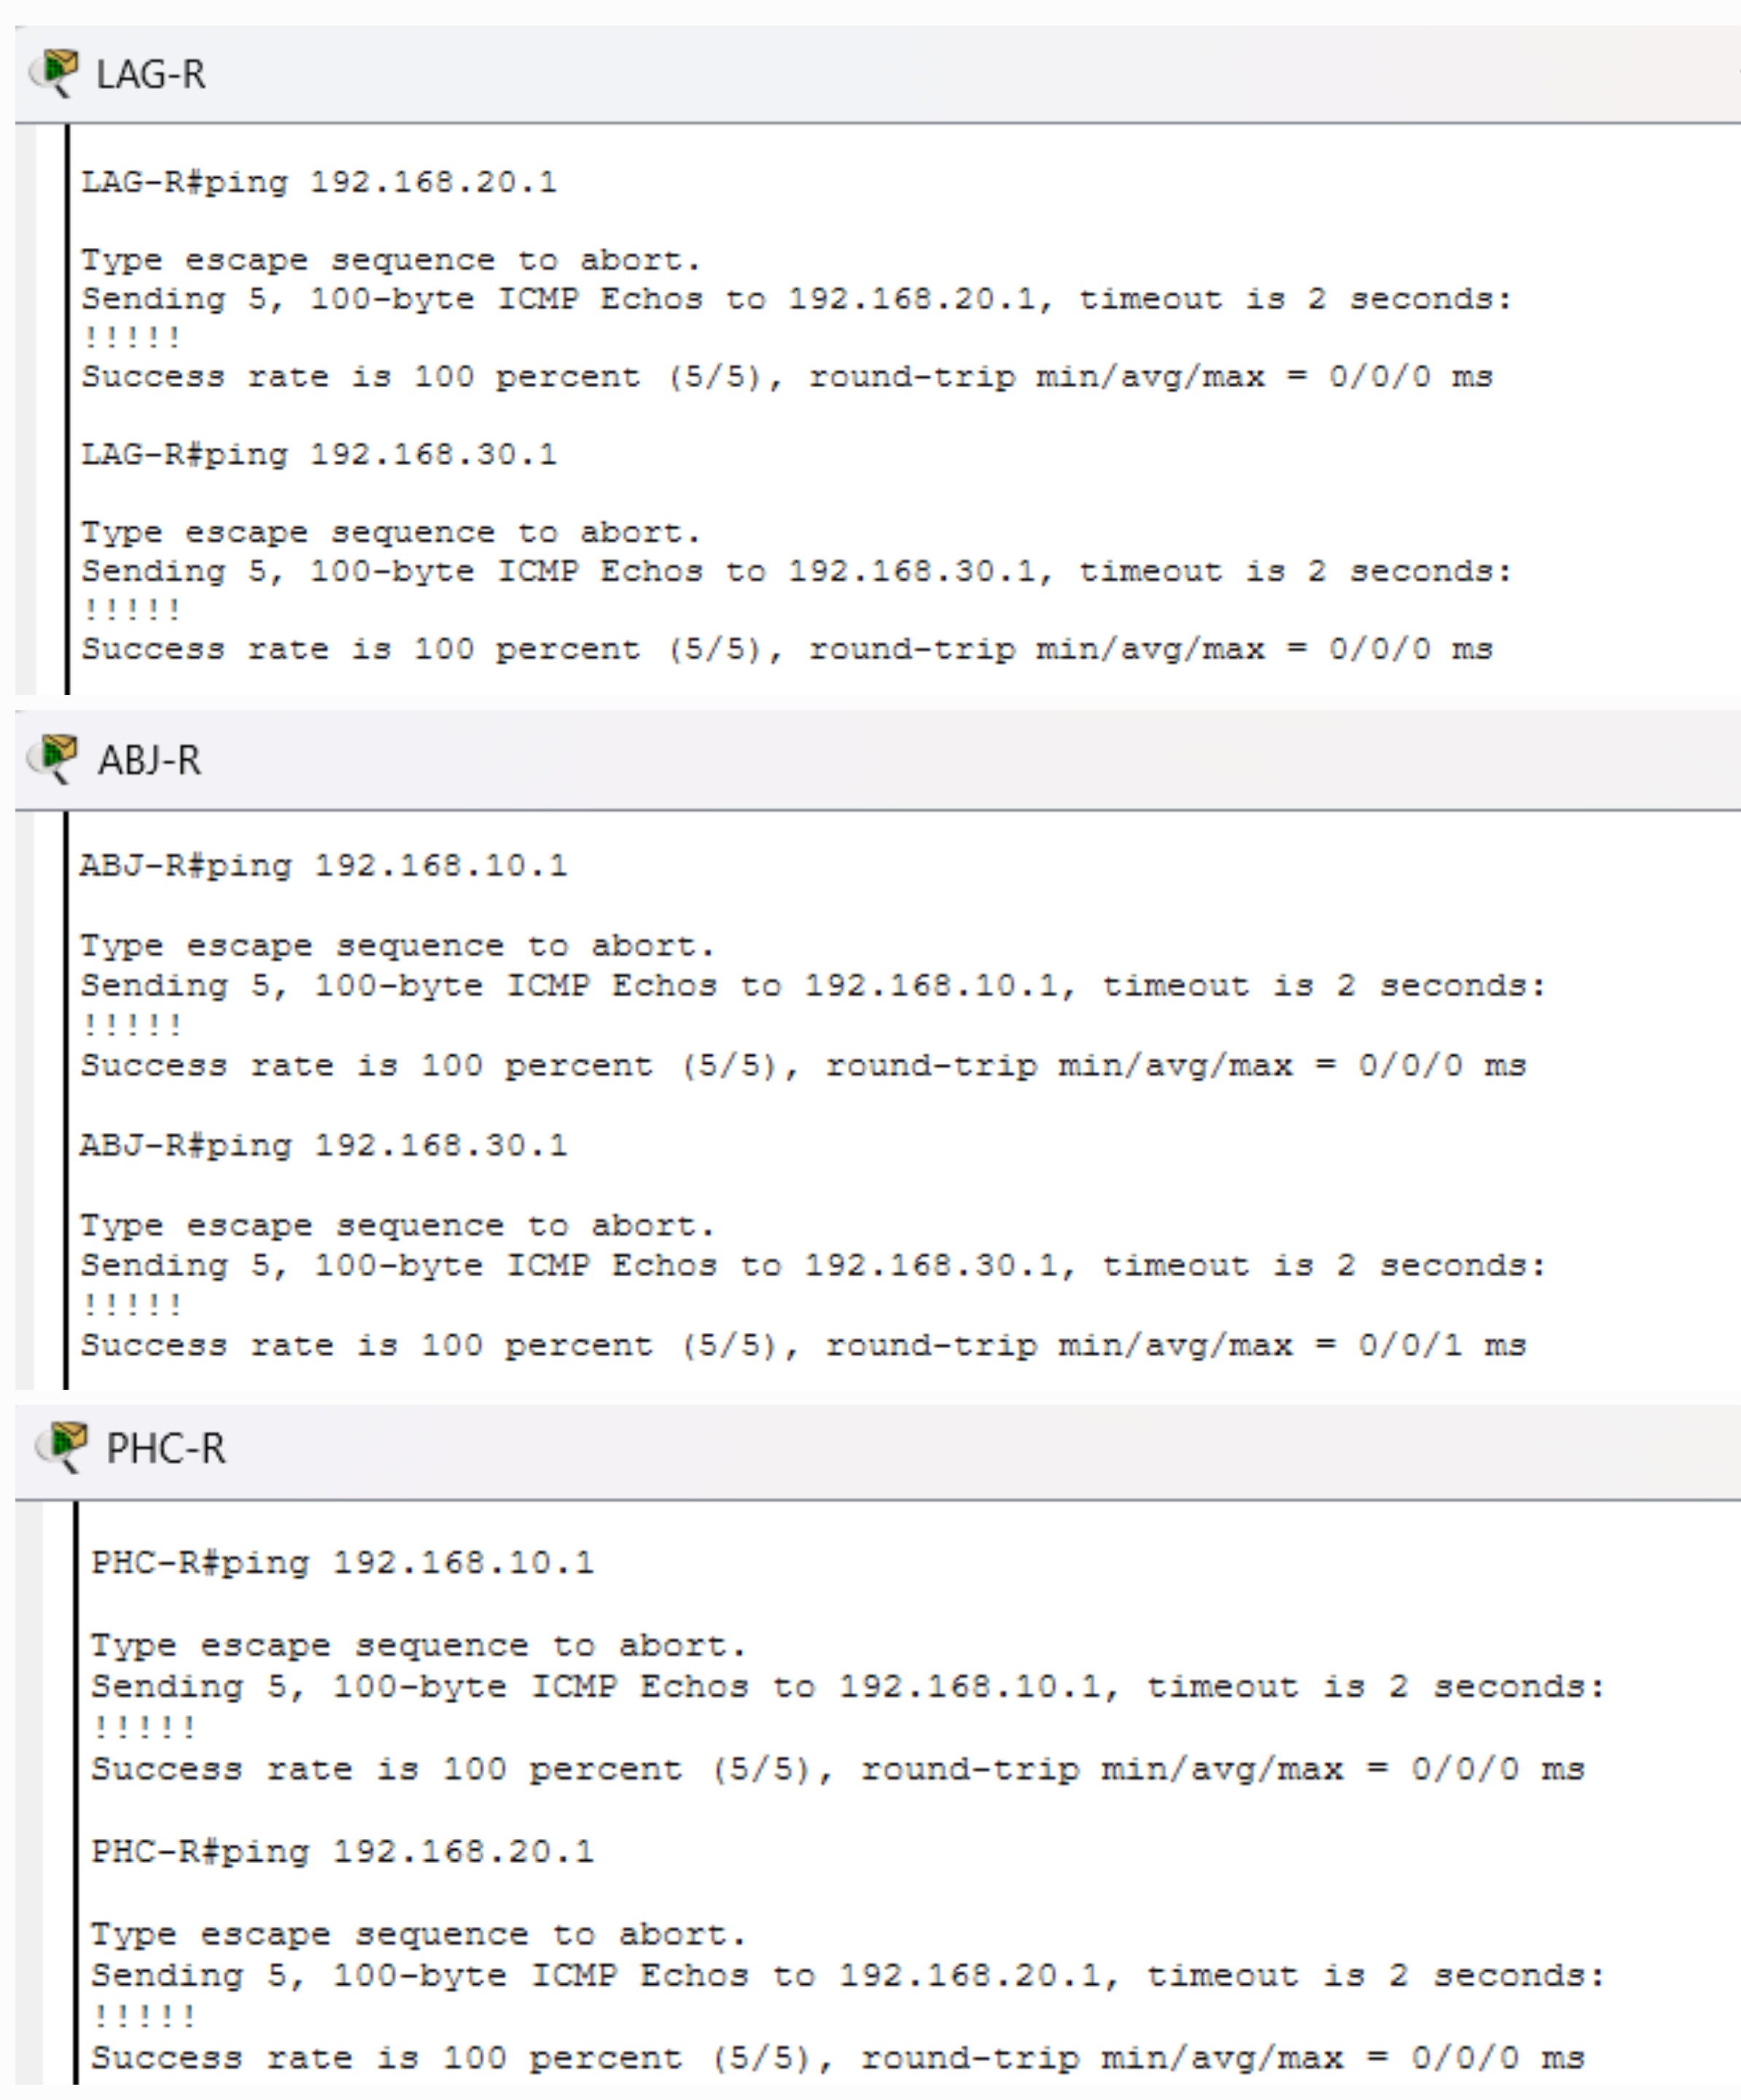 LAG-R
LAG-R#ping 192.168.20.1
Type escape sequence to abort.
Sending 5, 100-byte ICMP Echos to 192.168.20.1, timeout is 2 seconds:
!!!!!
Success rate is 100 percent (5/5), round-trip min/avg/max = 0/0/0 ms
LAG-R#ping 192.168.30.1
Type escape sequence to abort.
Sending 5, 100-byte ICMP Echos to 192.168.30.1, timeout is 2 seconds:
!!!!!
Success rate is 100 percent (5/5), round-trip min/avg/max = 0/0/0 ms
ABJ-R
ABJ-R#ping 192.168.10.1
Type escape sequence to abort.
Sending 5, 100-byte ICMP Echos to 192.168.10.1, timeout is 2 seconds:
!!!!!
Success rate is 100 percent (5/5), round-trip min/avg/max = 0/0/0 ms
ABJ-R#ping 192.168.30.1
Type escape sequence to abort.
Sending 5, 100-byte ICMP Echos to 192.168.30.1, timeout is 2 seconds:
!!!!!
Success rate is 100 percent (5/5), round-trip min/avg/max = 0/0/1 ms
PHC-R
PHC-R#ping 192.168.10.1
Type escape sequence to abort.
Sending 5, 100-byte ICMP Echos to 192.168.10.1, timeout is 2 seconds:
!!!!!
Success rate is 100 percent (5/5), round-trip min/avg/max = 0/0/0 ms
PHC-R#ping 192.168.20.1
Type escape sequence to abort.
Sending 5, 100-byte ICMP Echos to 192.168.20.1, timeout is 2 seconds:
!!!!!
Success rate is 100 percent (5/5), round-trip min/avg/max = 0/0/0 ms